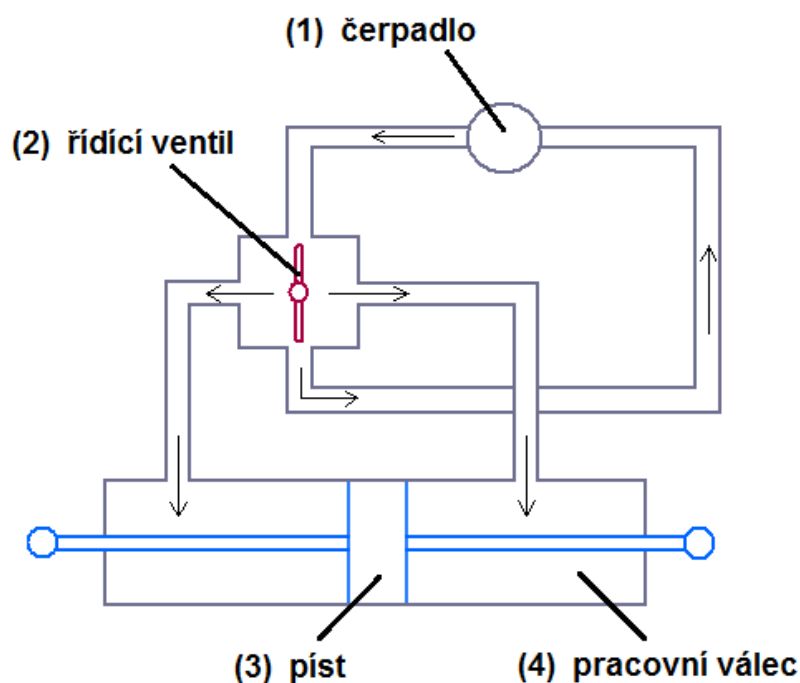 (1) čerpadlo
(2) řídící ventil
(3) píst
(4) pracovní válec